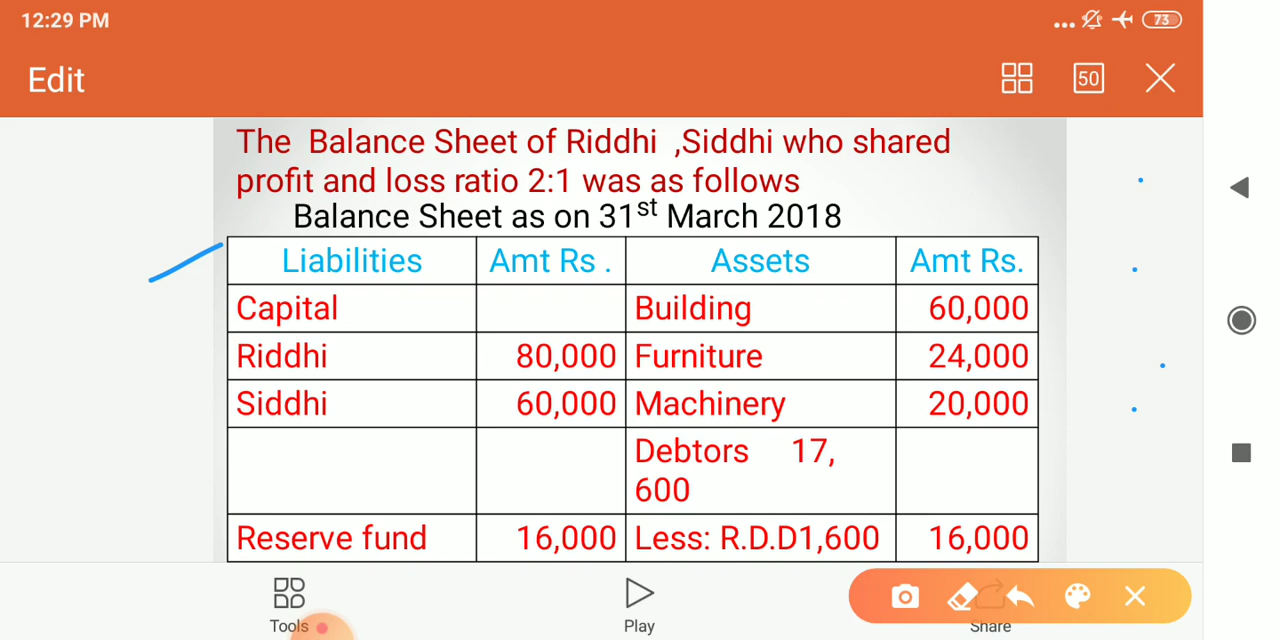 12:29 PM
73
Edit
50
The Balance Sheet of Riddhi ,Siddhi who shared
profit and loss ratio 2:1 was as follows
Balance Sheet as on 31st March 2018
Liabilities Amt Rs . Assets Amt Rs.
Capital Building 60,000
Riddhi 80,000 Furniture 24,000
Siddhi 60,000 Machinery 20,000
Debtors 17,
600
Reserve fund 16,000 Less: R.D.D1,600 16,000
Tools Play Share